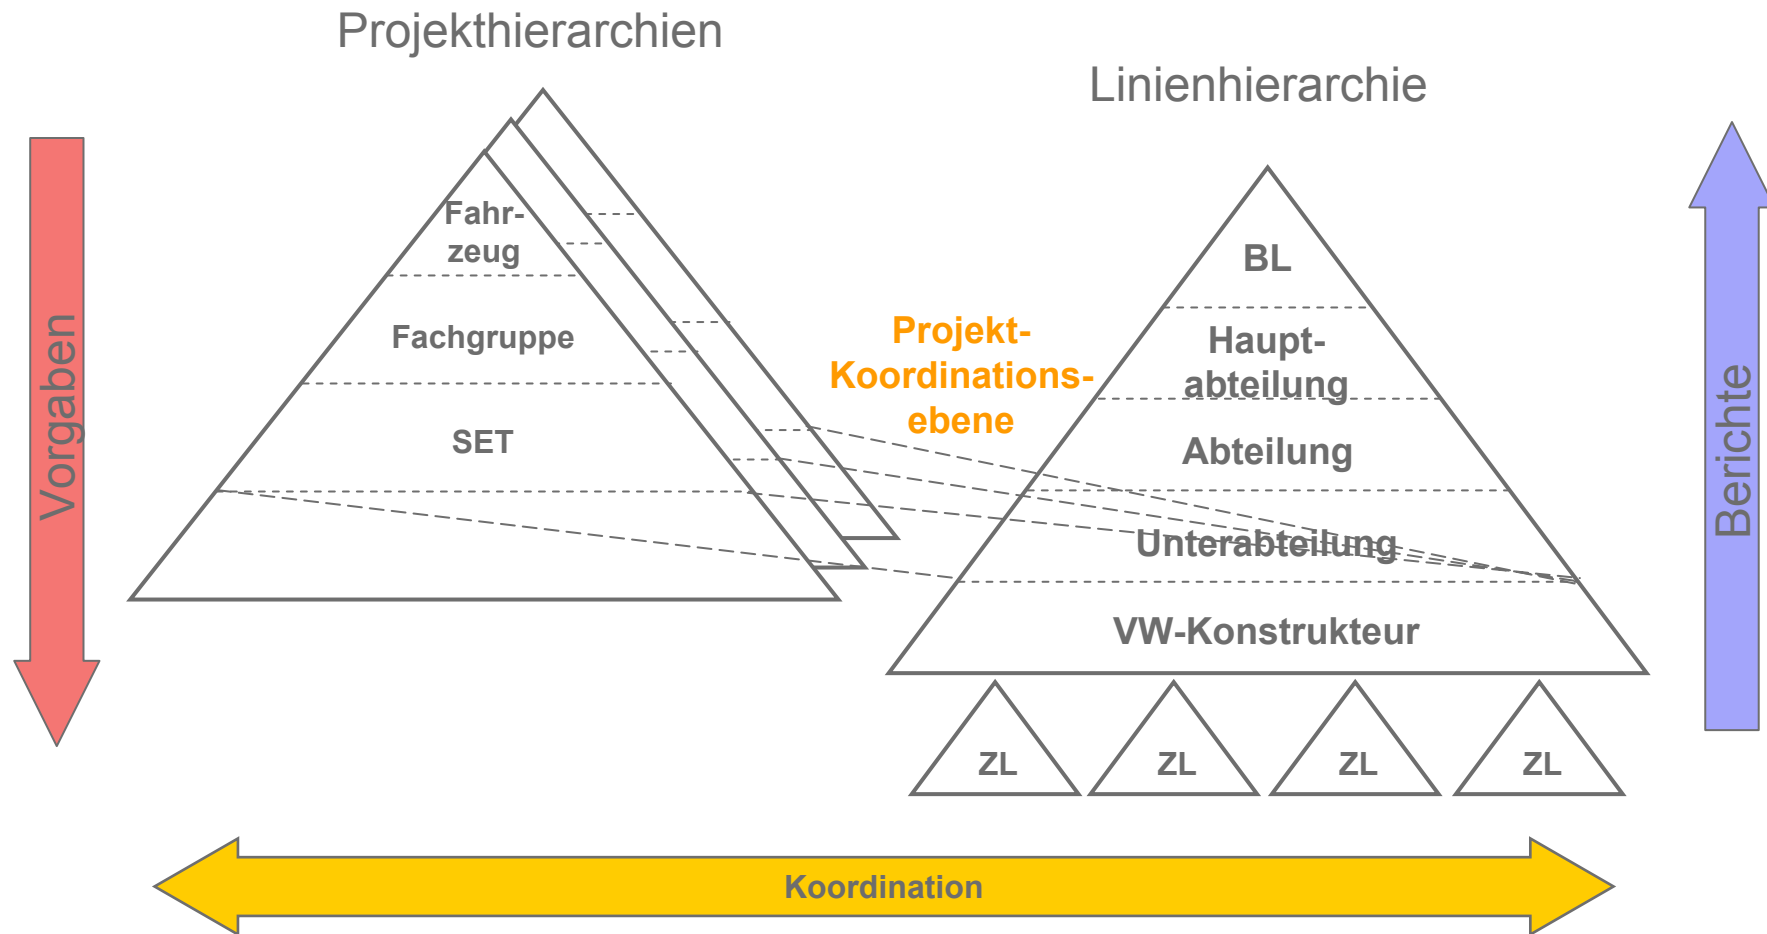 Projekthierarchien
Linienhierarchie
Vorgaben
Fahr-
zeug
Fachgruppe
SET
Projekt-
Koordinations-
ebene
BL
Haupt-
abteilung
Abteilung
Unterabteilung
VW-Konstrukteur
ZL
ZL
ZL
ZL
Berichte
Koordination